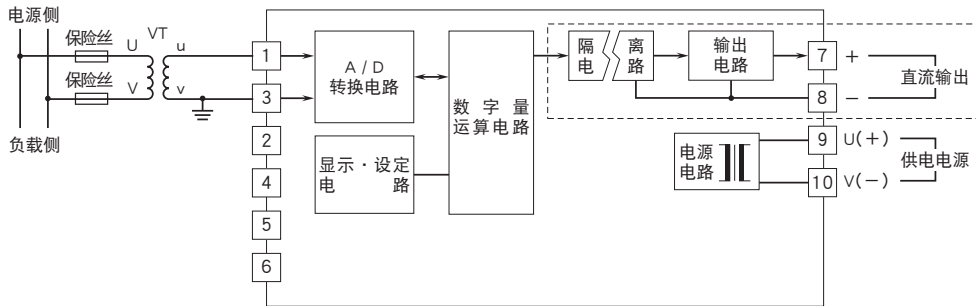 电源侧
保险丝
U
VT
u
保险丝
V
v
负载侧
1
3
2
4
5
6
A / D
转换电路
显示 · 设定
电 路
数 字 量
运算电路
隔 离
电 路
输出
电路
7
+
8
−
直流输出
电源
电路
9
U(+)
10
V(−)
供电电源